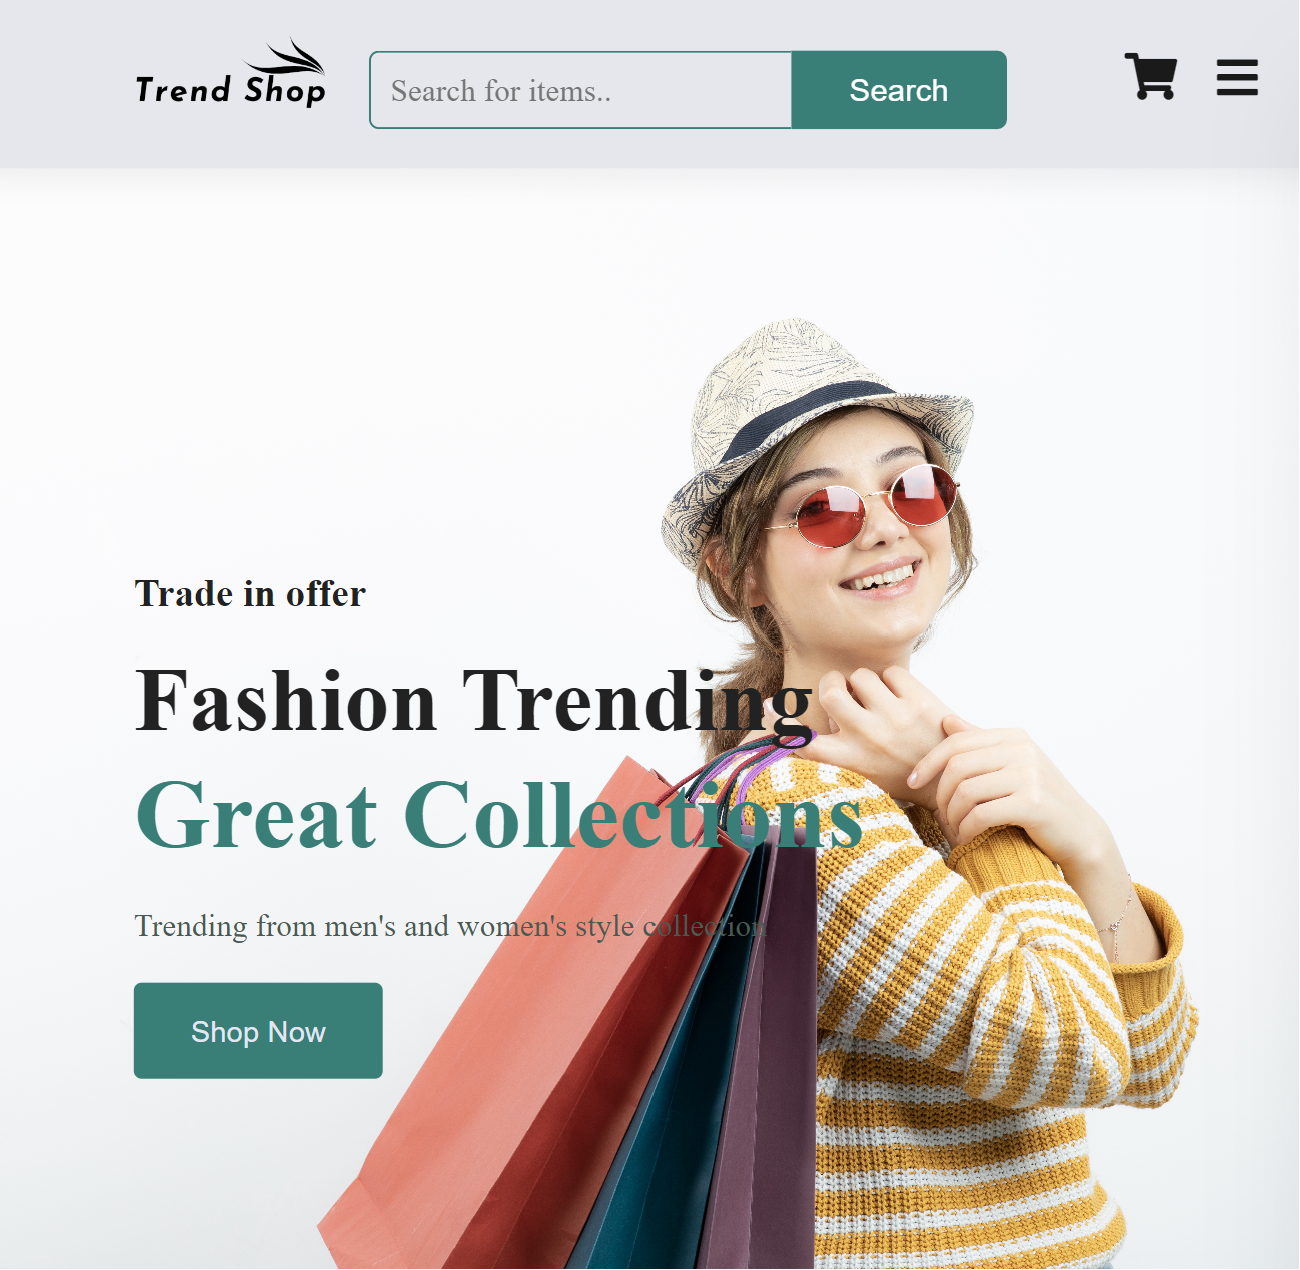 Trend Shop
Search for items..
Search
Trade in offer
Fashion Trending
Great Collections
Trending from men's and women's style collection
Shop Now